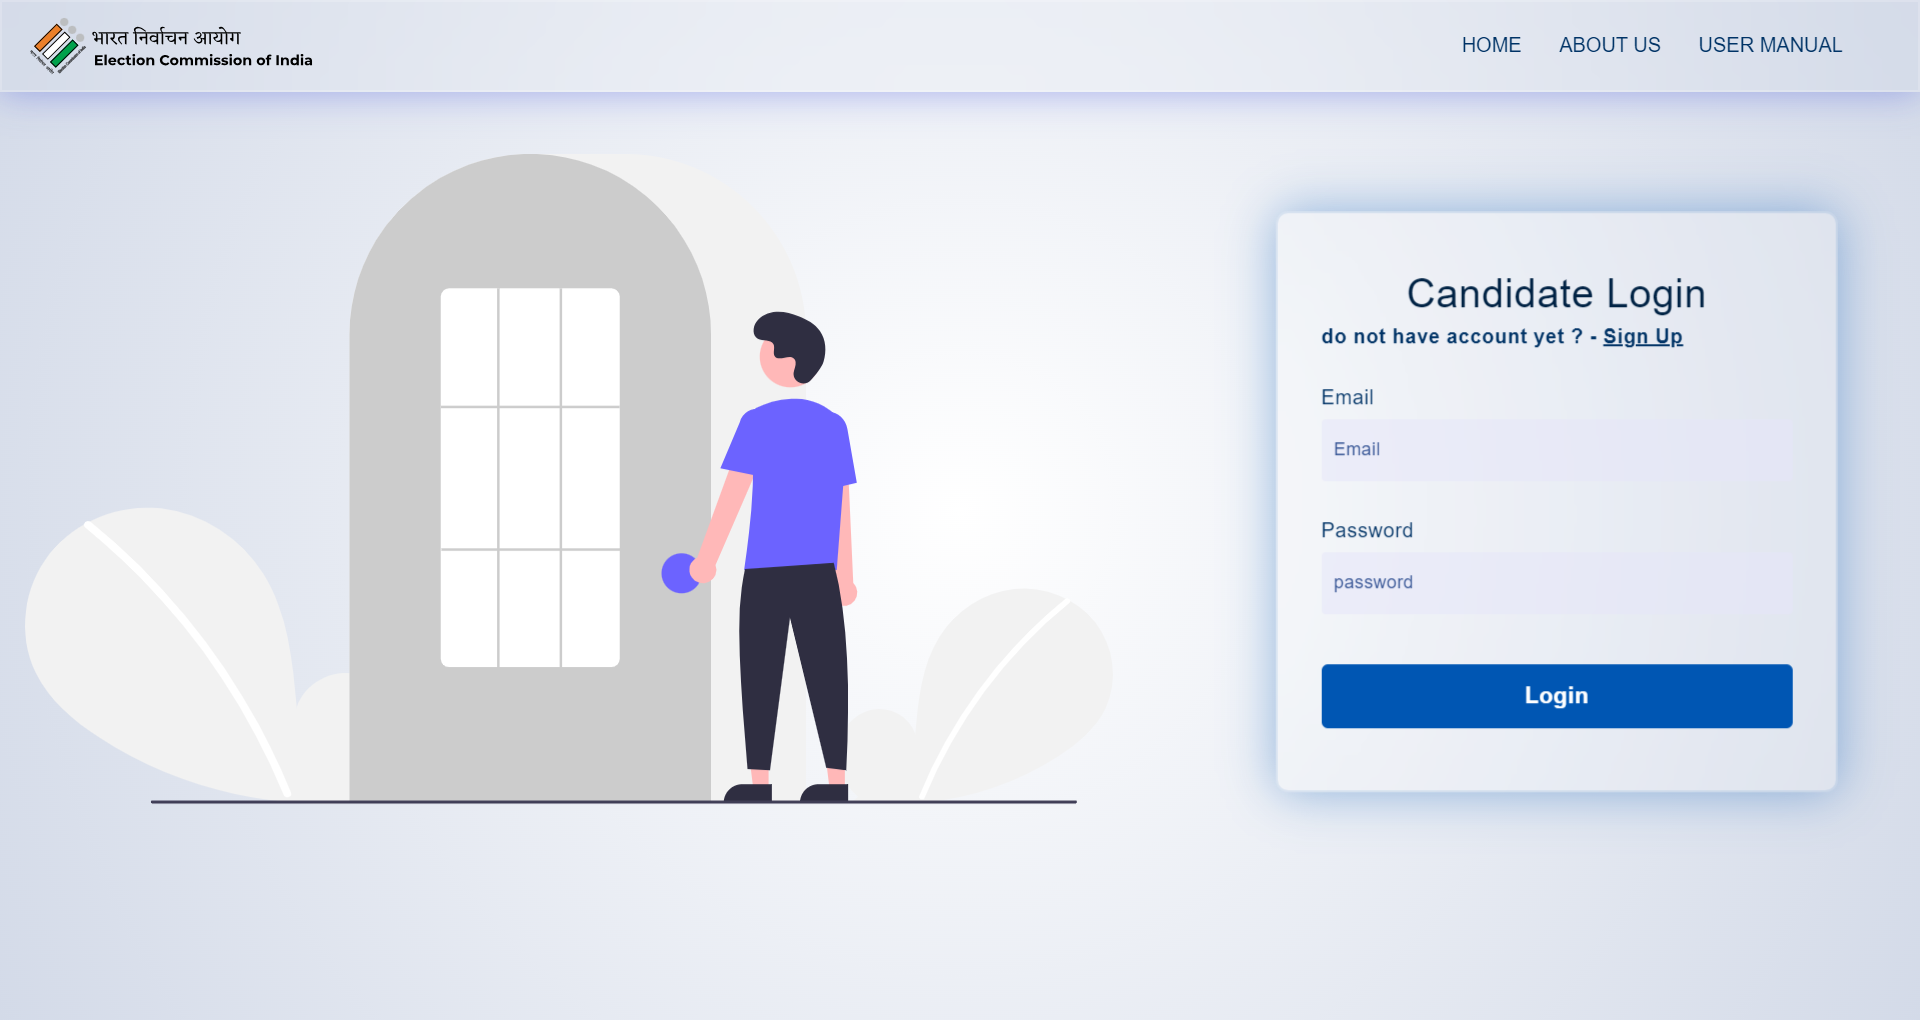 भारत निर्वाचन आयोग
Election Commission of India
HOME ABOUT US USER MANUAL
Candidate Login
do not have account yet ? - Sign Up
Email
Email
Password
password
Login